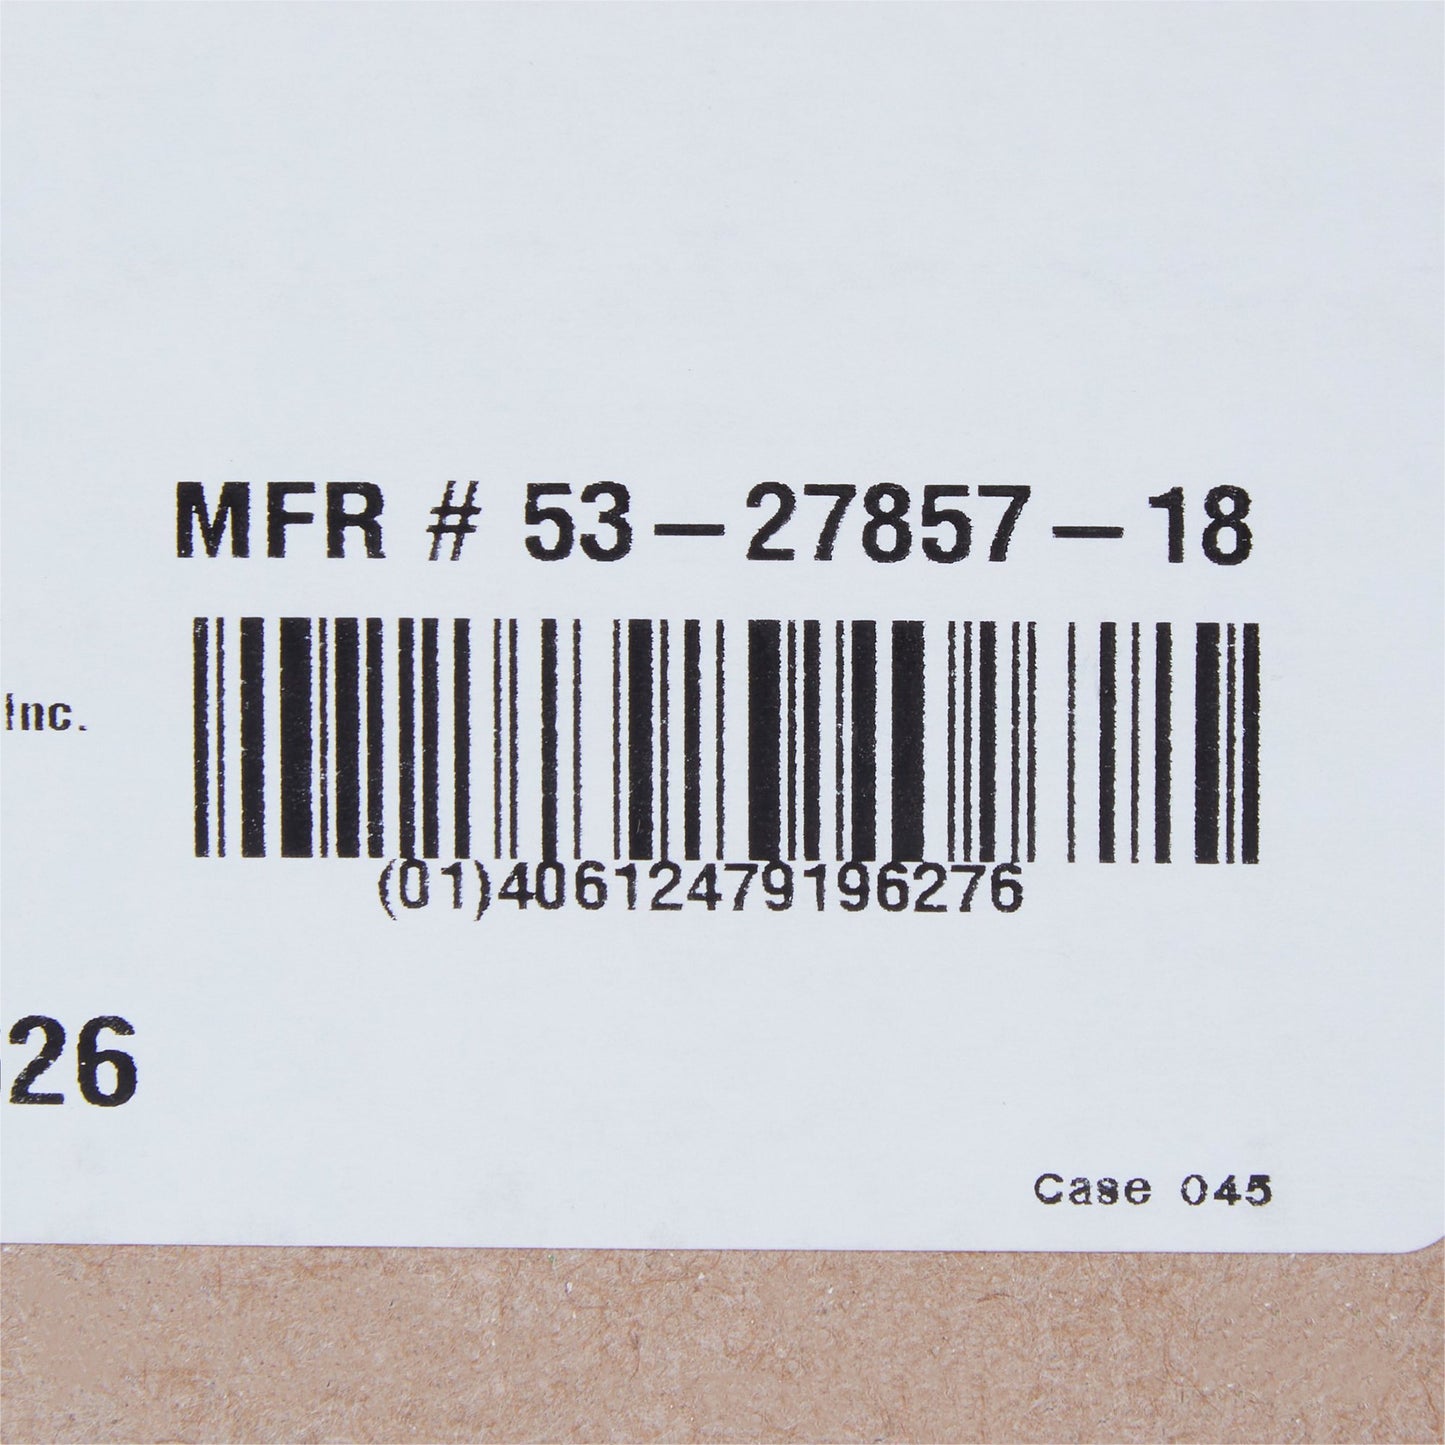 MFR # 53-27857-18
Inc.
(01)40612479196276
26
Case 045